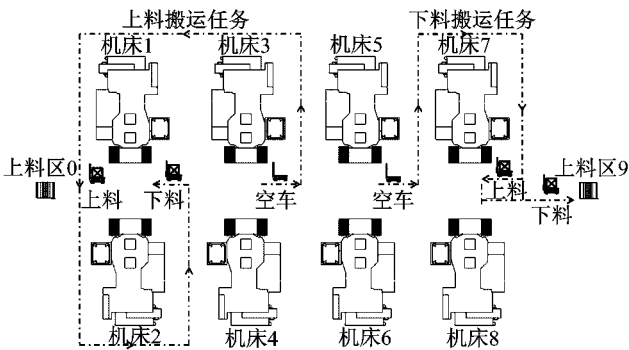 上料搬运任务 下料搬运任务
机床1 机床3 机床5 机床7
上料区0 上料区9
上料 下料 空车 空车 上料
下料
机床2 机床4 机床6 机床8